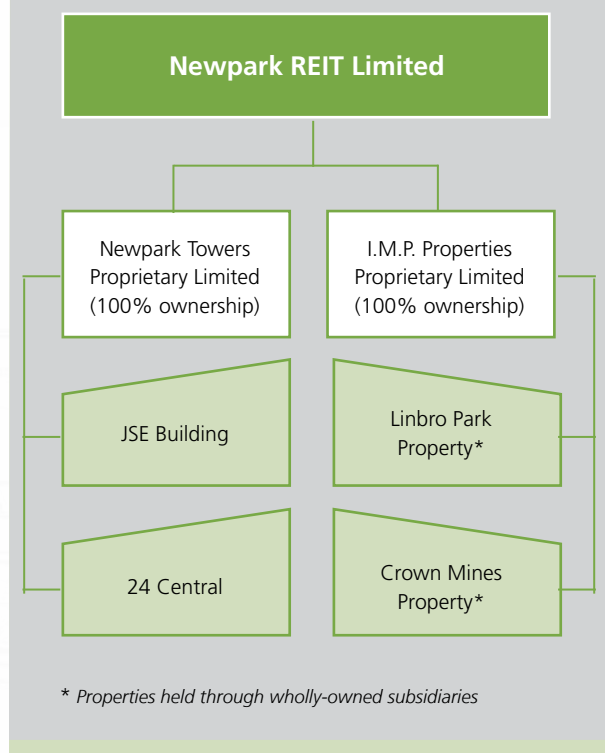 Newpark REIT Limited
Newpark Towers
Proprietary Limited
(100% ownership)
I.M.P. Properties
Proprietary Limited
(100% ownership)
JSE Building
Linbro Park
Property*
24 Central
Crown Mines
Property*
* Properties held through wholly-owned subsidiaries